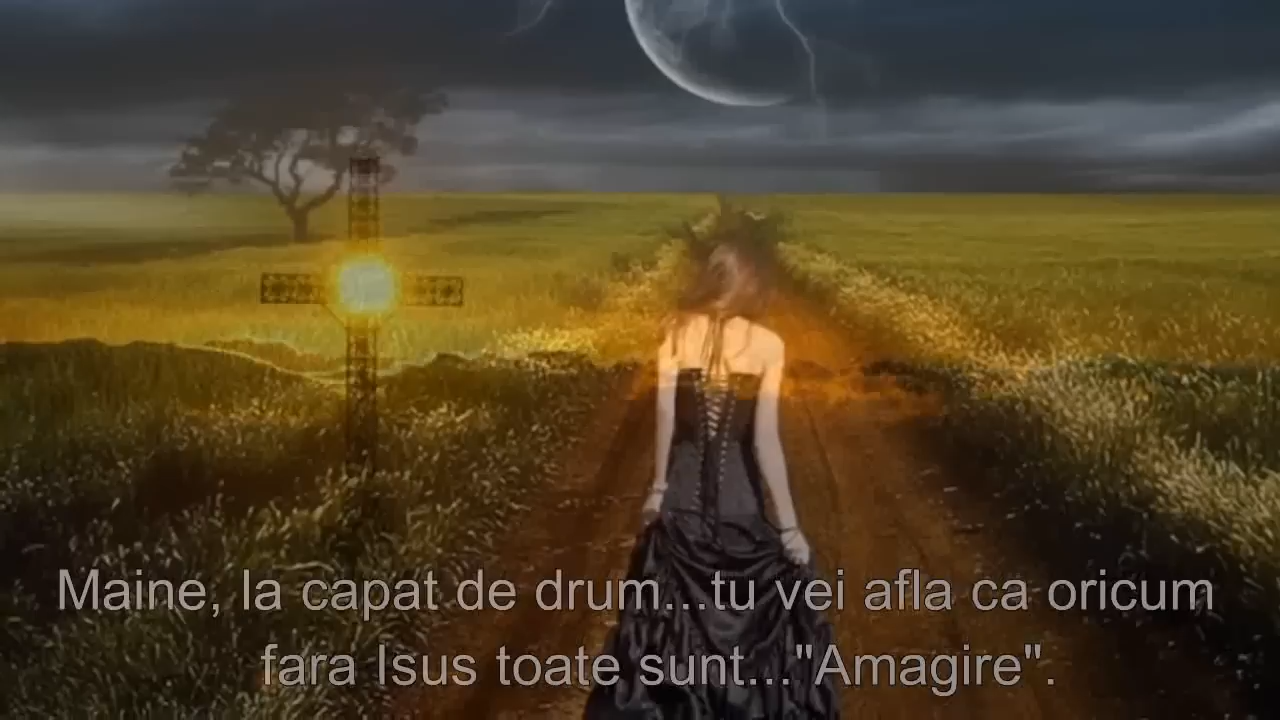 Maine, la capat de drum...tu vei afla ca oricum
fara Isus toate sunt..."Amagire".